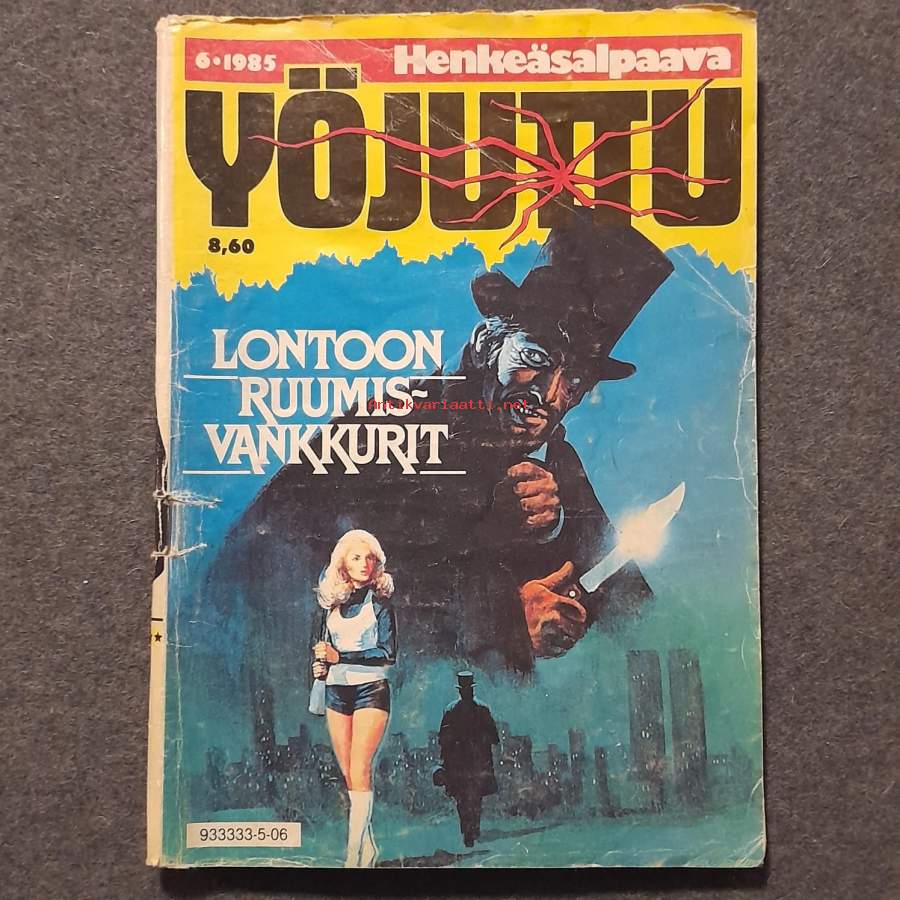 6•1985 Henkeäsalpaava
YÖJUTTU
8,60
LONTOON
RUUMIS-
VANKKURIT
Antikvariaatti.net
933333-5-06